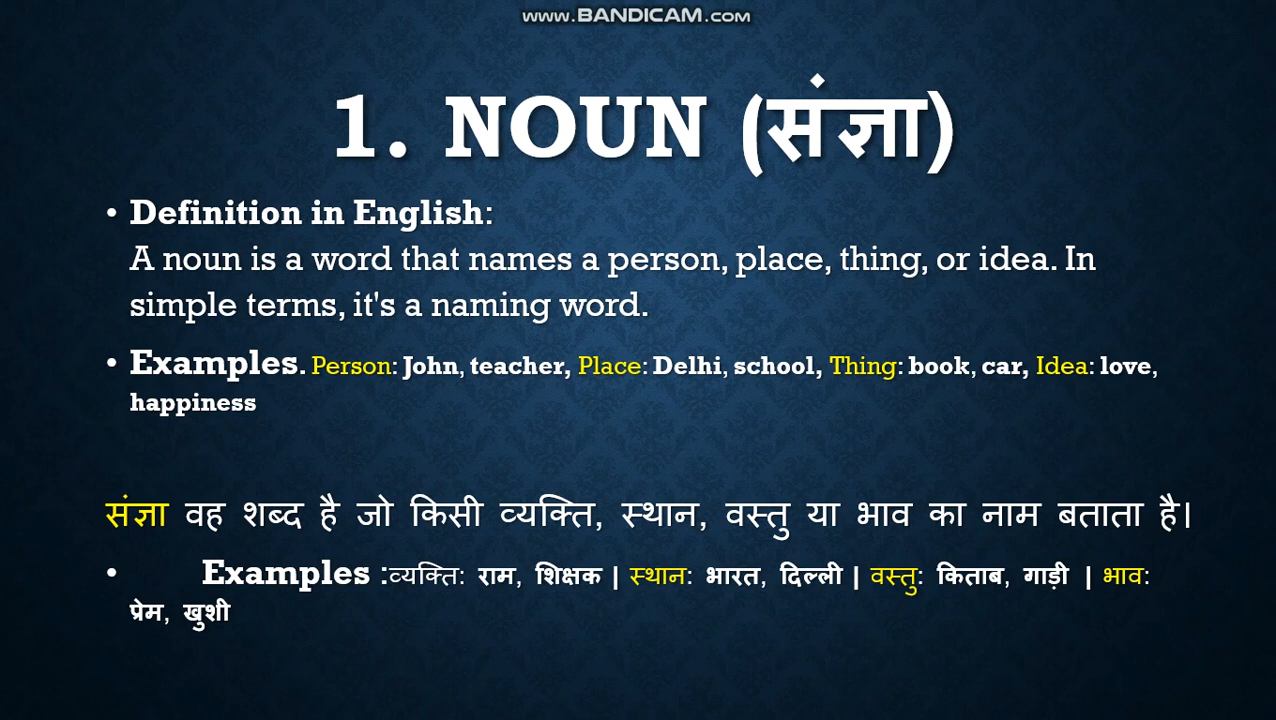 www.BANDICAM.com
1. NOUN (संज्ञा)
• Definition in English:
A noun is a word that names a person, place, thing, or idea. In
simple terms, it's a naming word.
• Examples. Person: John, teacher, Place: Delhi, school, Thing: book, car, Idea: love,
happiness
संज्ञा वह शब्द है जो किसी व्यक्ति, स्थान, वस्तु या भाव का नाम बताता है।
• Examples :व्यक्ति: राम, शिक्षक | स्थान: भारत, दिल्ली | वस्तु: किताब, गाड़ी | भाव:
प्रेम, खुशी